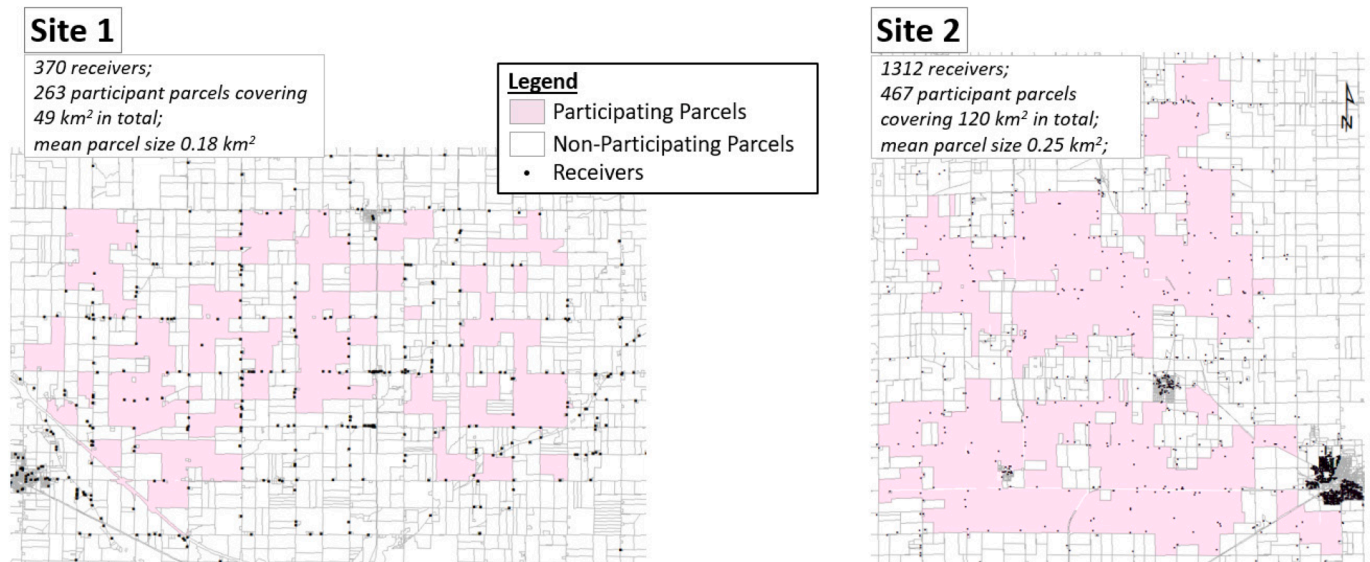 Site 1
370 receivers;
263 participant parcels covering
49 km² in total;
mean parcel size 0.18 km²
Legend
Participating Parcels
Non-Participating Parcels
Receivers
Site 2
1312 receivers;
467 participant parcels
covering 120 km² in total;
mean parcel size 0.25 km²;
N